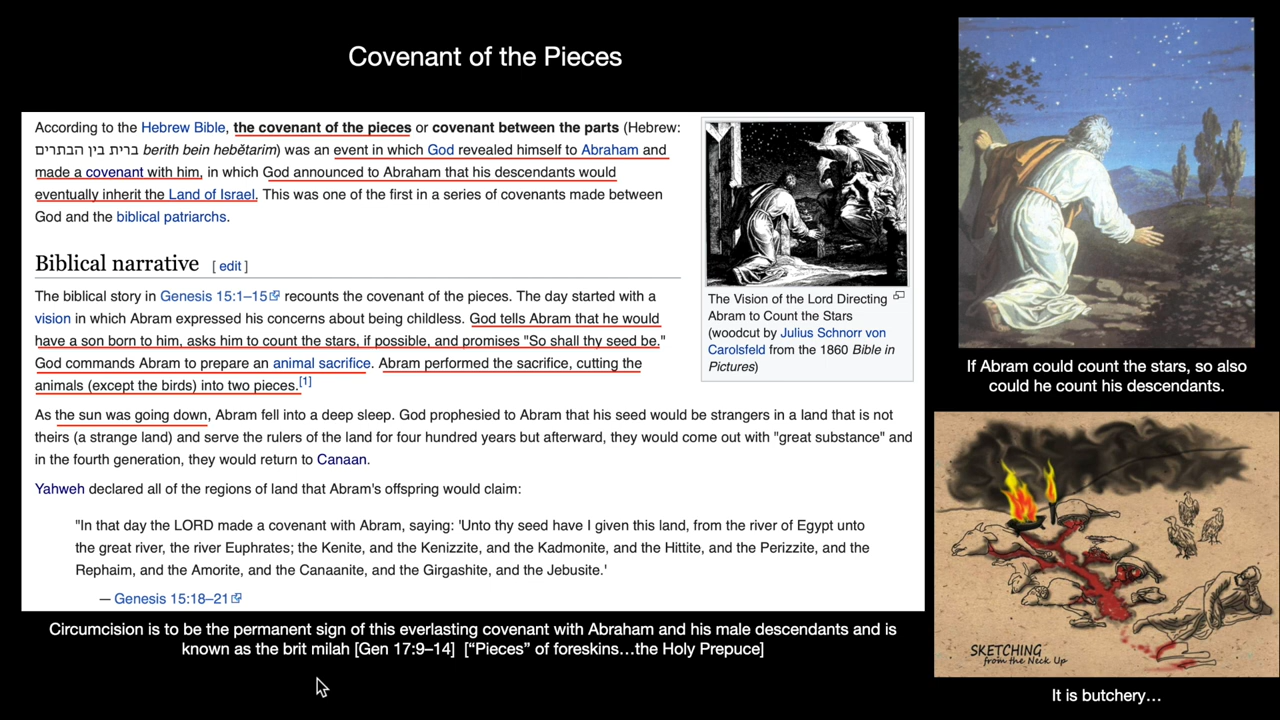 Covenant of the Pieces
According to the Hebrew Bible, the covenant of the pieces or covenant between the parts (Hebrew:
ברית בין הבתרים berith bein hebětarim) was an event in which God revealed himself to Abraham and
made a covenant with him, in which God announced to Abraham that his descendants would
eventually inherit the Land of Israel. This was one of the first in a series of covenants made between
God and the biblical patriarchs.
Biblical narrative [ edit ]
The biblical story in Genesis 15:1–15 recounts the covenant of the pieces. The day started with a
vision in which Abram expressed his concerns about being childless. God tells Abram that he would
have a son born to him, asks him to count the stars, if possible, and promises "So shall thy seed be."
God commands Abram to prepare an animal sacrifice. Abram performed the sacrifice, cutting the
animals (except the birds) into two pieces.[1]
The Vision of the Lord Directing
Abram to Count the Stars
(woodcut by Julius Schnorr von
Carolsfeld from the 1860 Bible in
Pictures)
As the sun was going down, Abram fell into a deep sleep. God prophesied to Abram that his seed would be strangers in a land that is not
theirs (a strange land) and serve the rulers of the land for four hundred years but afterward, they would come out with "great substance" and
in the fourth generation, they would return to Canaan.
Yahweh declared all of the regions of land that Abram's offspring would claim:
"In that day the LORD made a covenant with Abram, saying: 'Unto thy seed have I given this land, from the river of Egypt unto
the great river, the river Euphrates; the Kenite, and the Kenizzite, and the Kadmonite, and the Hittite, and the Perizzite, and the
Rephaim, and the Amorite, and the Canaanite, and the Girgashite, and the Jebusite.'
— Genesis 15:18–21
Circumcision is to be the permanent sign of this everlasting covenant with Abraham and his male descendants and is
known as the brit milah [Gen 17:9–14] [“Pieces” of foreskins…the Holy Prepuce]
If Abram could count the stars, so also
could he count his descendants.
SKETCHING
from the Neck Up
It is butchery…